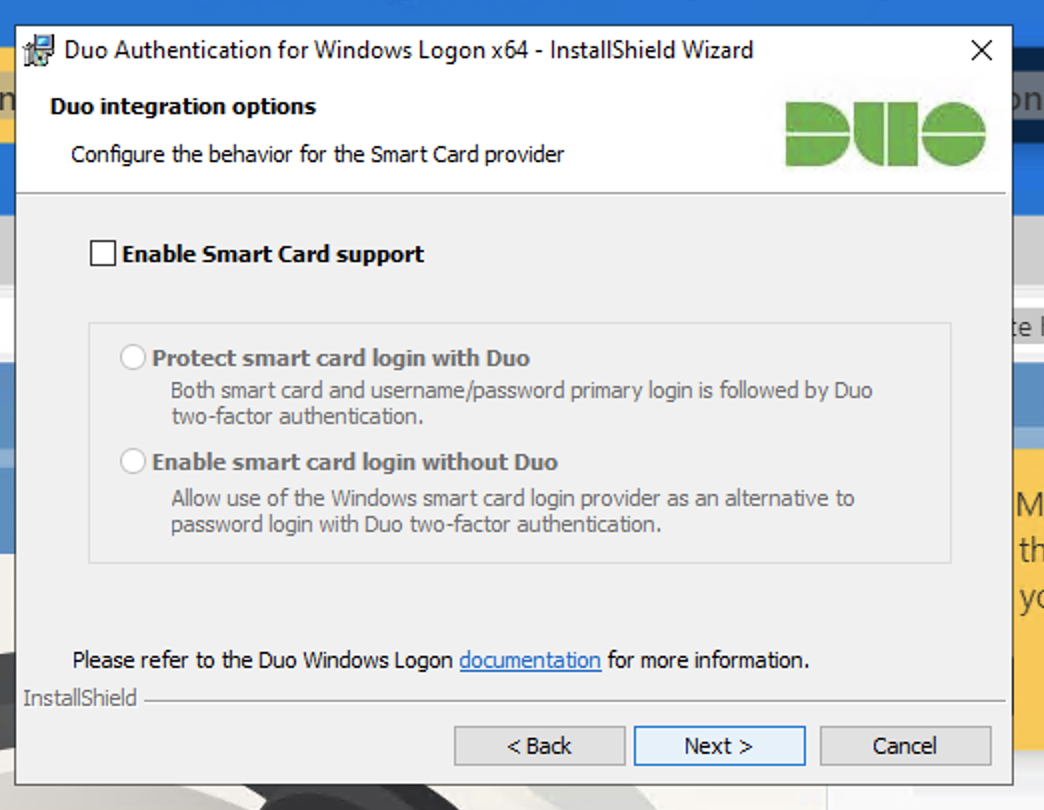 Duo Authentication for Windows Logon x64 - InstallShield Wizard
Duo integration options
DUO
Configure the behavior for the Smart Card provider
Enable Smart Card support
Protect smart card login with Duo
Both smart card and username/password primary login is followed by Duo
two-factor authentication.
Enable smart card login without Duo
Allow use of the Windows smart card login provider as an alternative to
password login with Duo two-factor authentication.
Please refer to the Duo Windows Logon documentation for more information.
InstallShield
< Back
Next >
Cancel